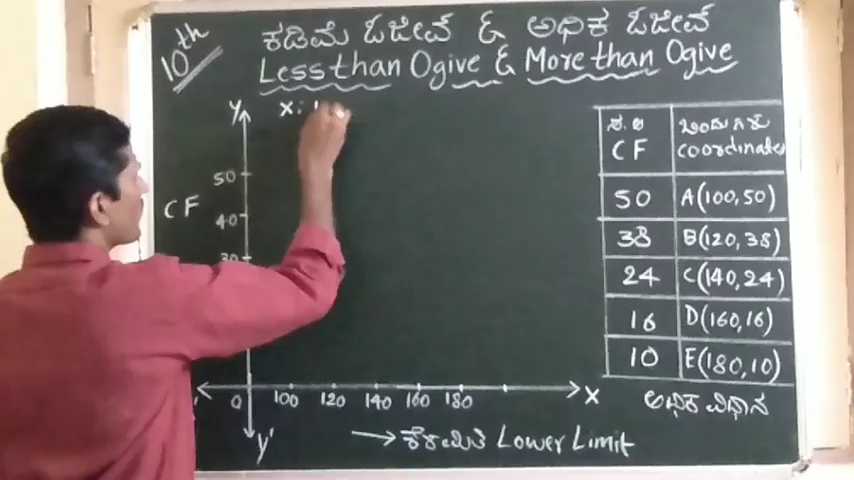 10th
ಕಡಿಮೆ ಓಜೀವ್ & ಅಧಿಕ ಓಜೀವ್
Less than Ogive & More than Ogive
Y
X:
50
CF
40
30
0 100 120 140 160 180 X
Y'
Lower Limit
ಸ.ಆ
CF
ಬಿಂದುಗಳು
coordinates
50 A(100,50)
38 B(120,38)
24 C(140,24)
16 D(160,16)
10 E(180,10)
ಅಧಿಕ ವಿಧಾನ